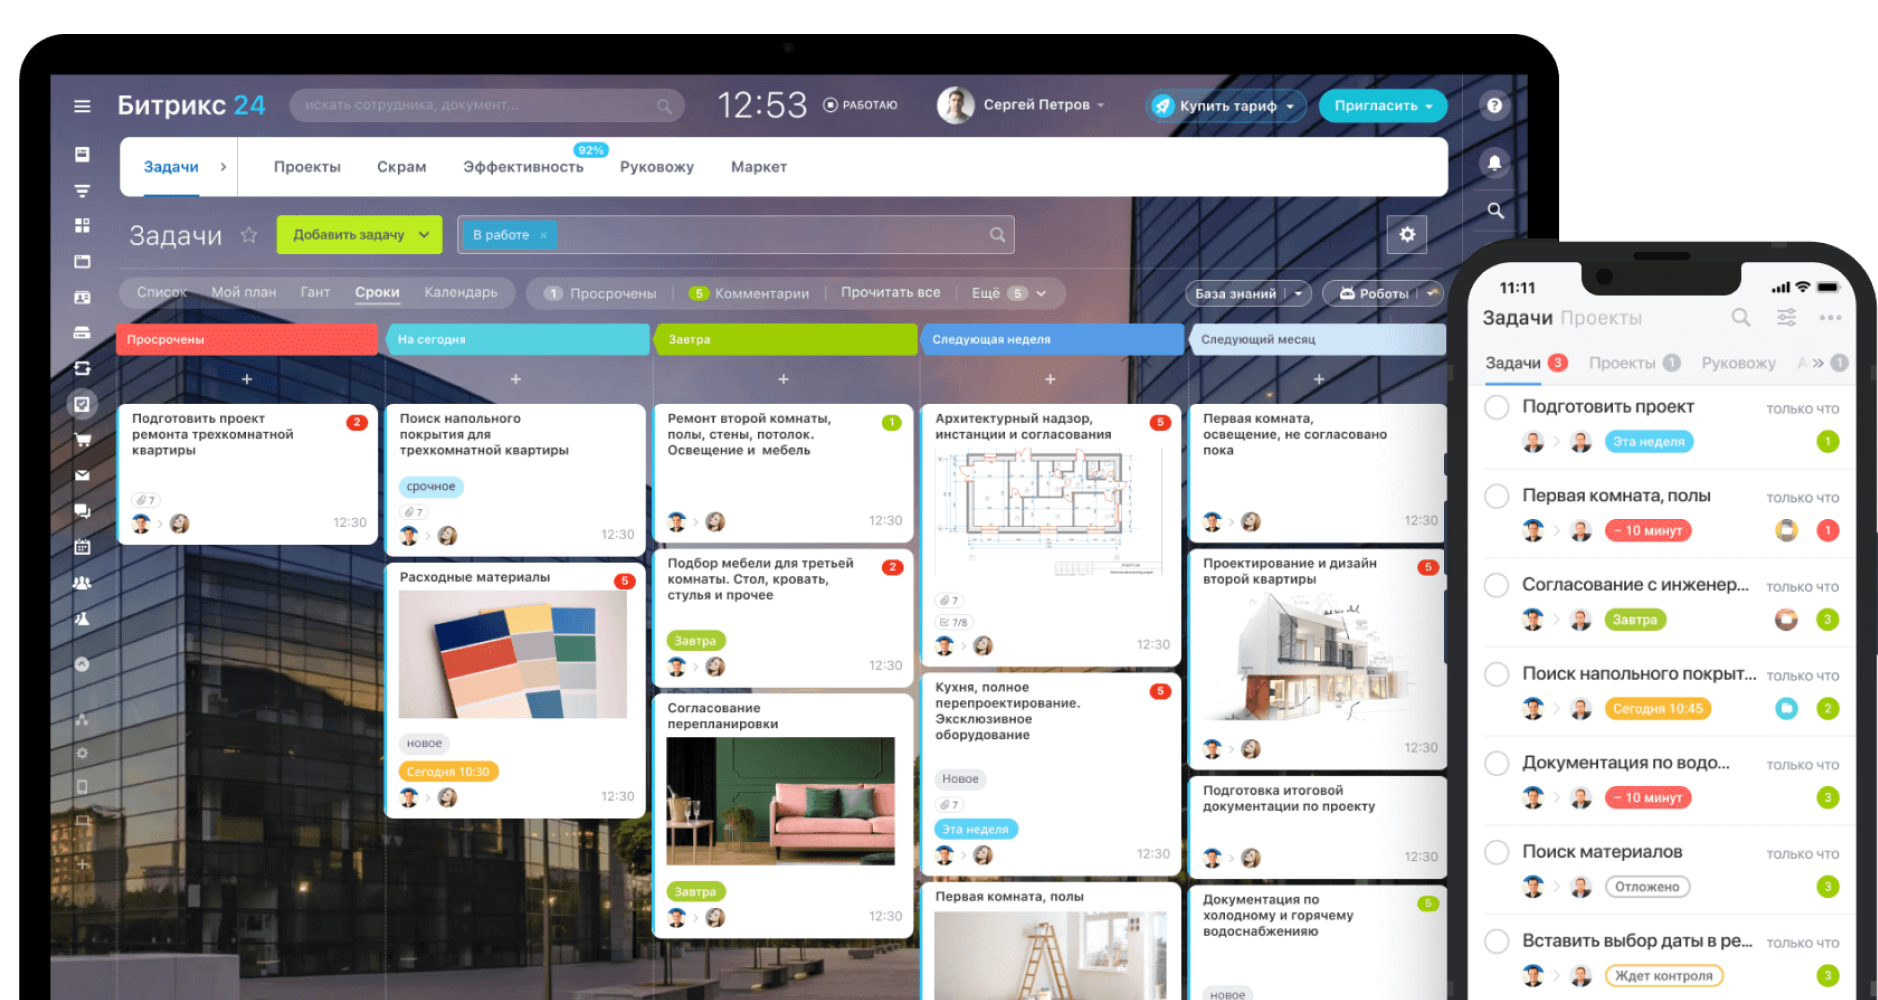 Битрикс 24
искать сотрудника, документ...
12:53
РАБОТАЮ
Сергей Петров
Купить тариф
Пригласить
Задачи
Проекты
Скрам
Эффективность
92%
Руковожу
Маркет
Задачи
Добавить задачу
В работе ×
Список
Мой план
Гант
Сроки
Календарь
1 Просрочены
5 Комментарии
Прочитать все
Ещё 5
База знаний
Роботы
Просрочены
На сегодня
Завтра
Следующая неделя
Следующий месяц
+
+
+
+
+
Подготовить проект
ремонта трехкомнатной
квартиры
2
7
12:30
Поиск напольного
покрытия для
трехкомнатной квартиры
срочное
7
12:30
Расходные материалы
5
новое
Сегодня 10:30
12:30
Ремонт второй комнаты,
полы, стены, потолок.
Освещение и мебель
1
12:30
Подбор мебели для третьей
комнаты. Стол, кровать,
стулья и прочее
2
Завтра
12:30
Согласование
перепланировки
Завтра
12:30
Архитектурный надзор,
инстанции и согласования
5
7
7/8
12:30
Кухня, полное
перепроектирование.
Эксклюзивное
оборудование
5
Новое
7
Эта неделя
12:30
Первая комната, полы
Первая комната,
освещение, не согласовано
пока
12:30
Проектирование и дизайн
второй квартиры
5
12:30
Подготовка итоговой
документации по проекту
12:30
Документация по
холодному и горячему
водоснабженияю
5
новое
11:11
Задачи Проекты
Задачи 3
Проекты 1
Руковожу
1
Подготовить проект
только что
Эта неделя
1
Первая комната, полы
только что
− 10 минут
1
Согласование с инженер...
только что
Завтра
3
Поиск напольного покрыт...
только что
Сегодня 10:45
2
Документация по водо...
только что
− 10 минут
3
Поиск материалов
только что
Отложено
3
Вставить выбор даты в ре...
только что
Ждет контроля
3